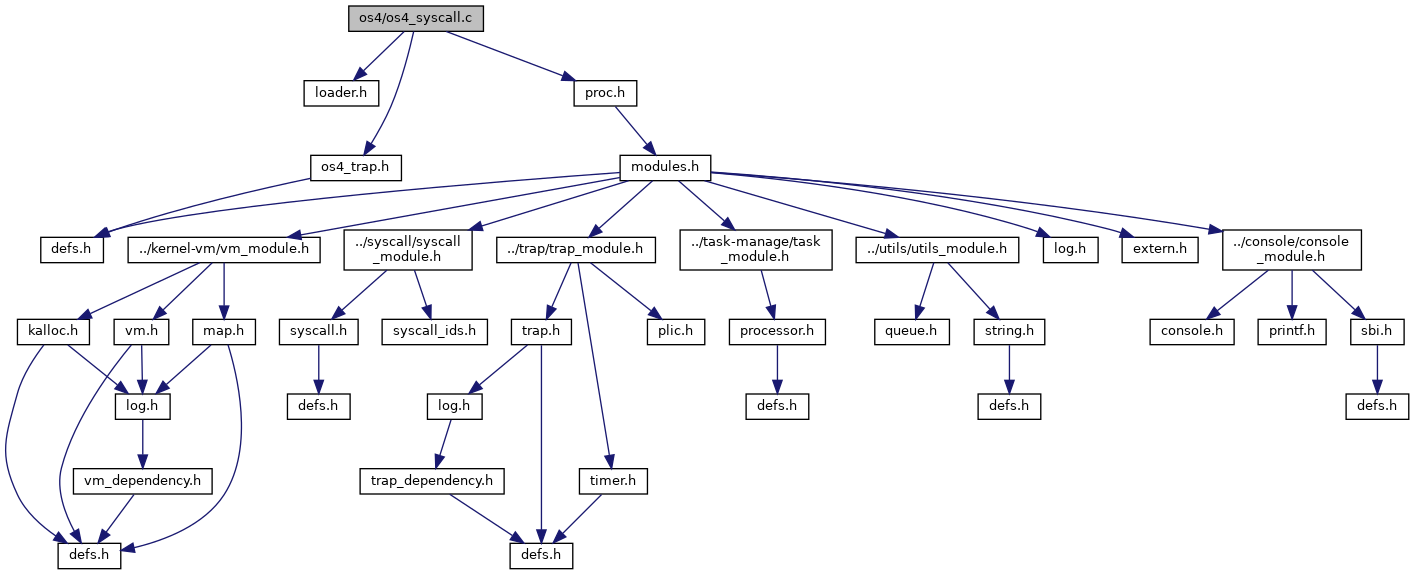 os4/os4_syscall.c
loader.h
proc.h
os4_trap.h
modules.h
defs.h
../kernel-vm/vm_module.h
../syscall/syscall
_module.h
../trap/trap_module.h
../task-manage/task
_module.h
../utils/utils_module.h
log.h
extern.h
../console/console
_module.h
kalloc.h
vm.h
map.h
syscall.h
syscall_ids.h
trap.h
plic.h
processor.h
queue.h
string.h
console.h
printf.h
sbi.h
log.h
defs.h
log.h
defs.h
defs.h
defs.h
vm_dependency.h
trap_dependency.h
timer.h
defs.h
defs.h